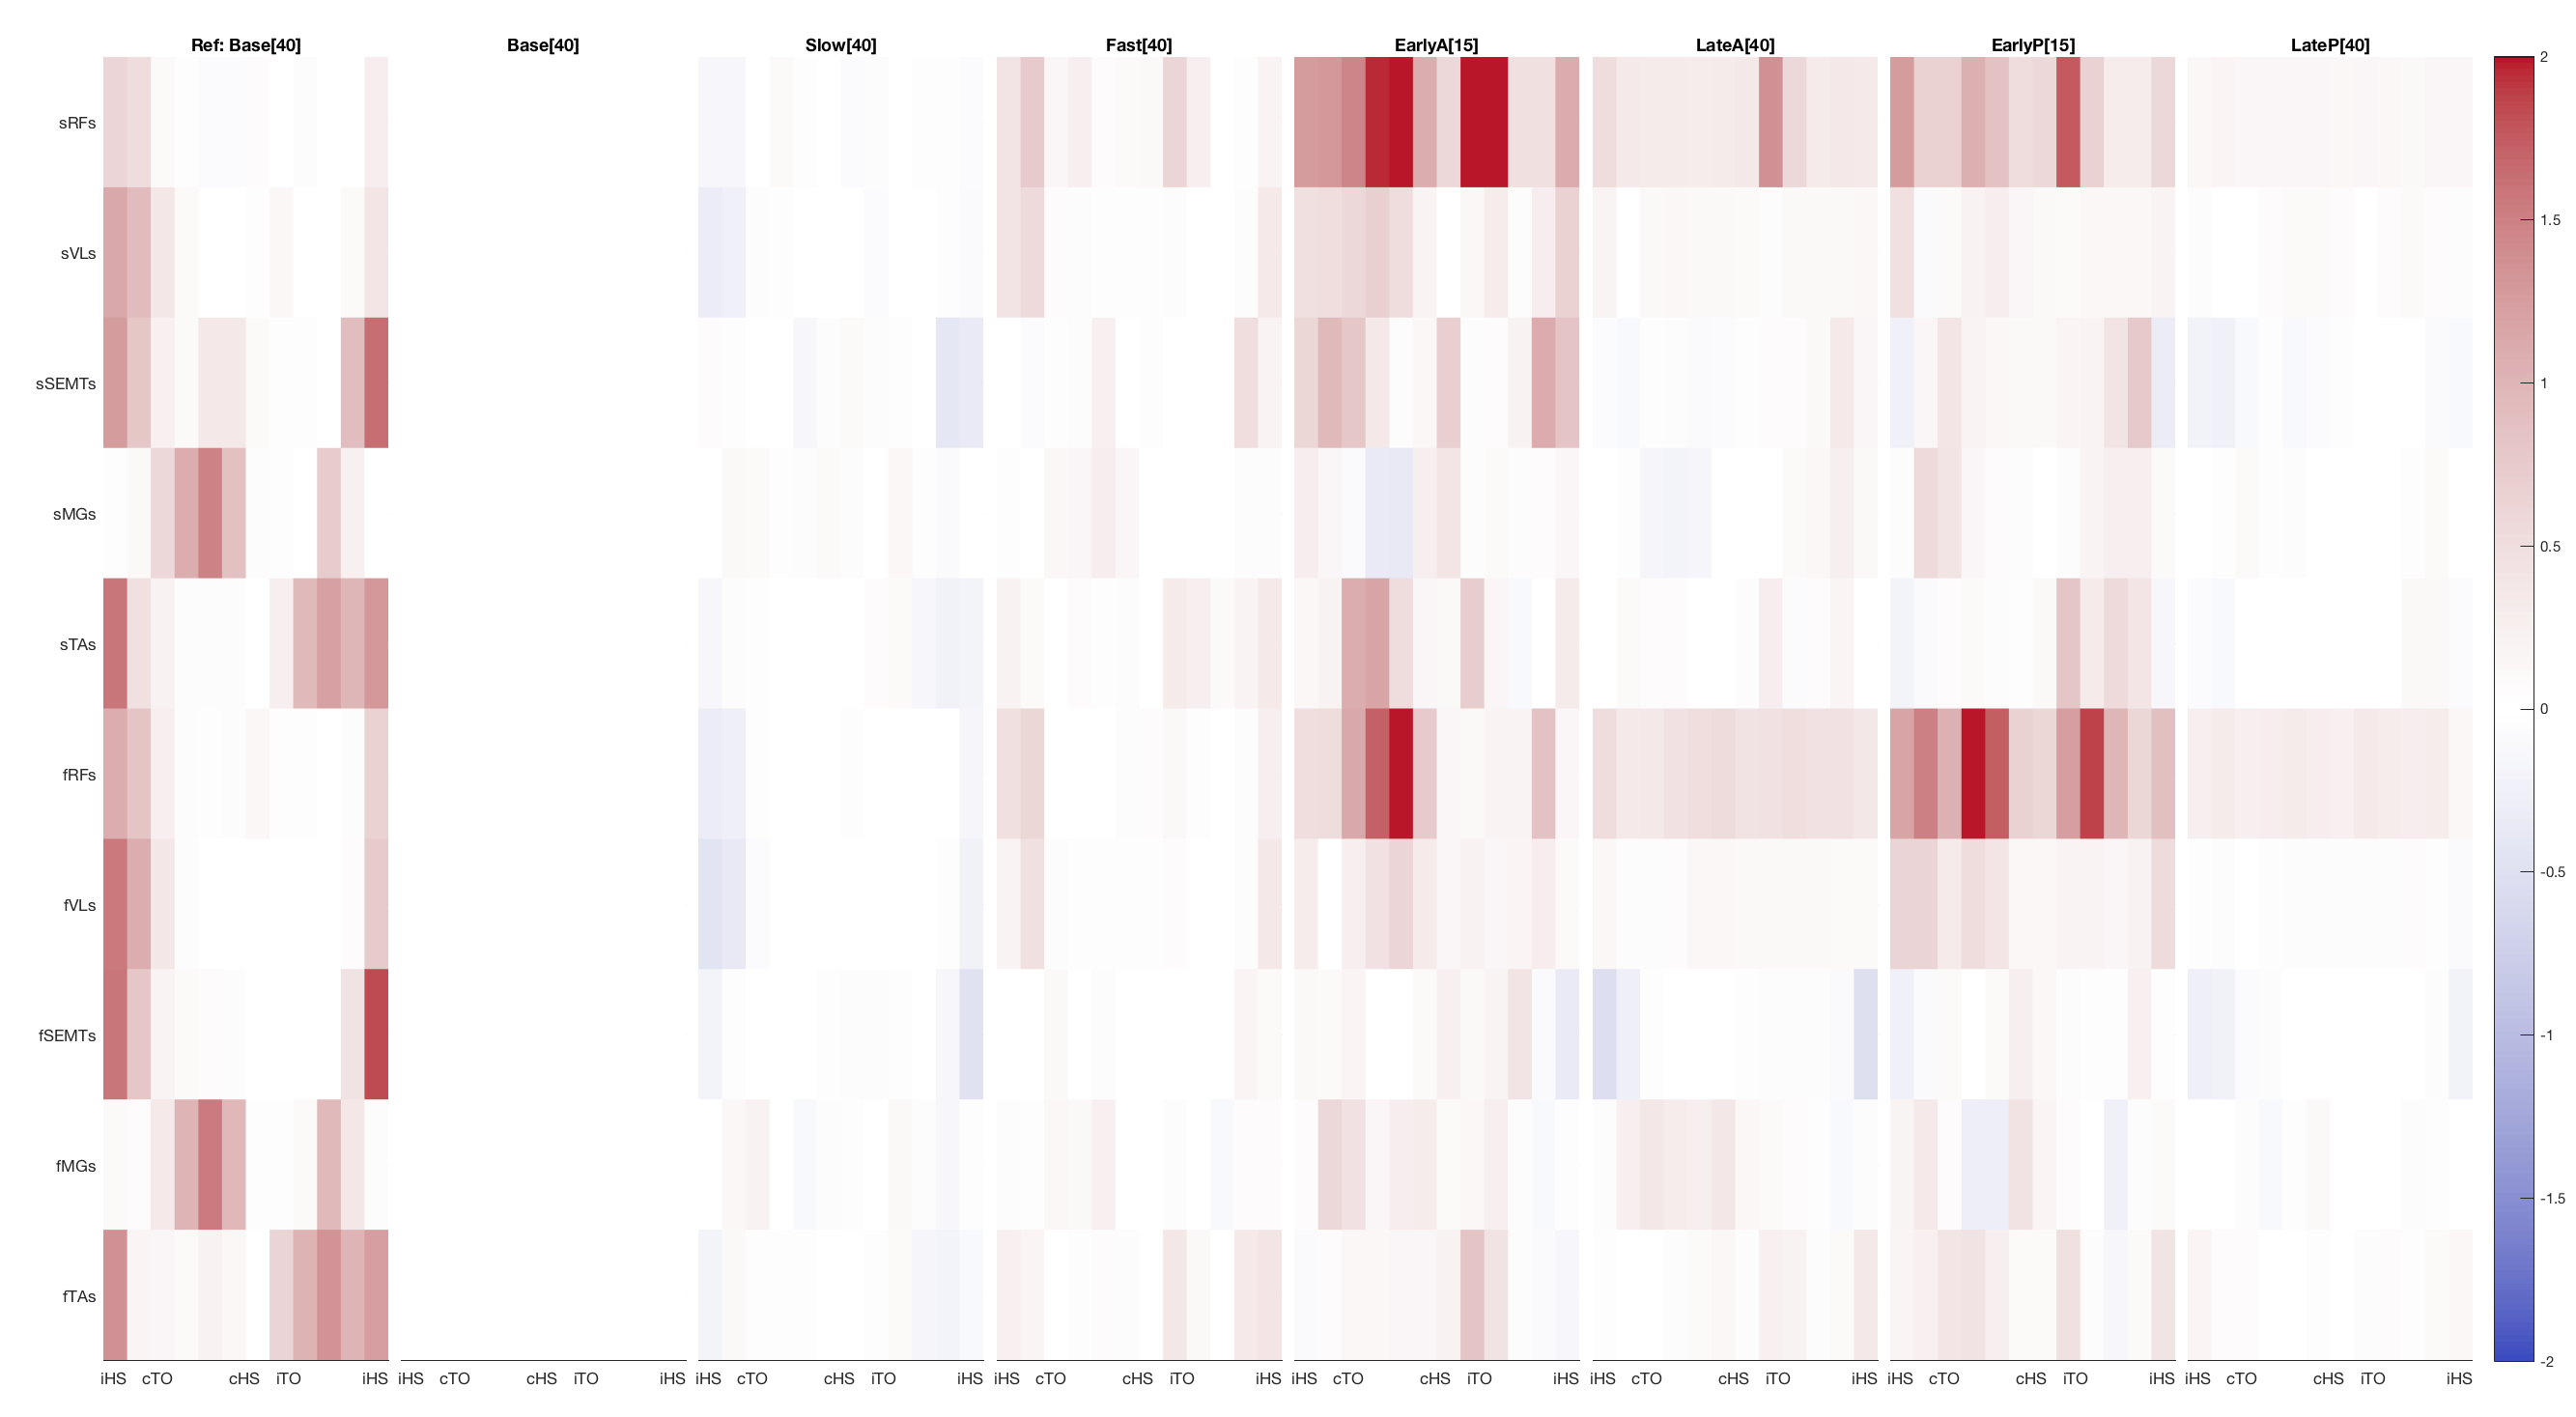 Ref: Base[40] Base[40] Slow[40] Fast[40] EarlyA[15] LateA[40] EarlyP[15] LateP[40]
2
sRFs
1.5
sVLs
sSEMTs
1
sMGs
0.5
sTAs
0
fRFs
-0.5
fVLs
fSEMTs
-1
fMGs
-1.5
fTAs
-2
iHS cTO cHS iTO iHS iHS cTO cHS iTO iHS iHS cTO cHS iTO iHS iHS cTO cHS iTO iHS iHS cTO cHS iTO iHS iHS cTO cHS iTO iHS iHS cTO cHS iTO iHS iHS cTO cHS iTO iHS